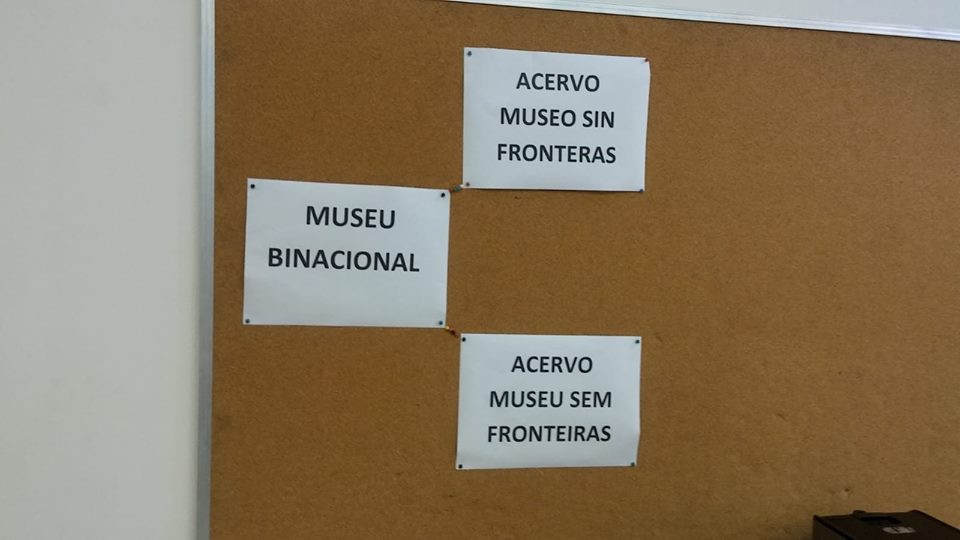 MUSEU
BINACIONAL
ACERVO
MUSEO SIN
FRONTERAS
ACERVO
MUSEU SEM
FRONTEIRAS